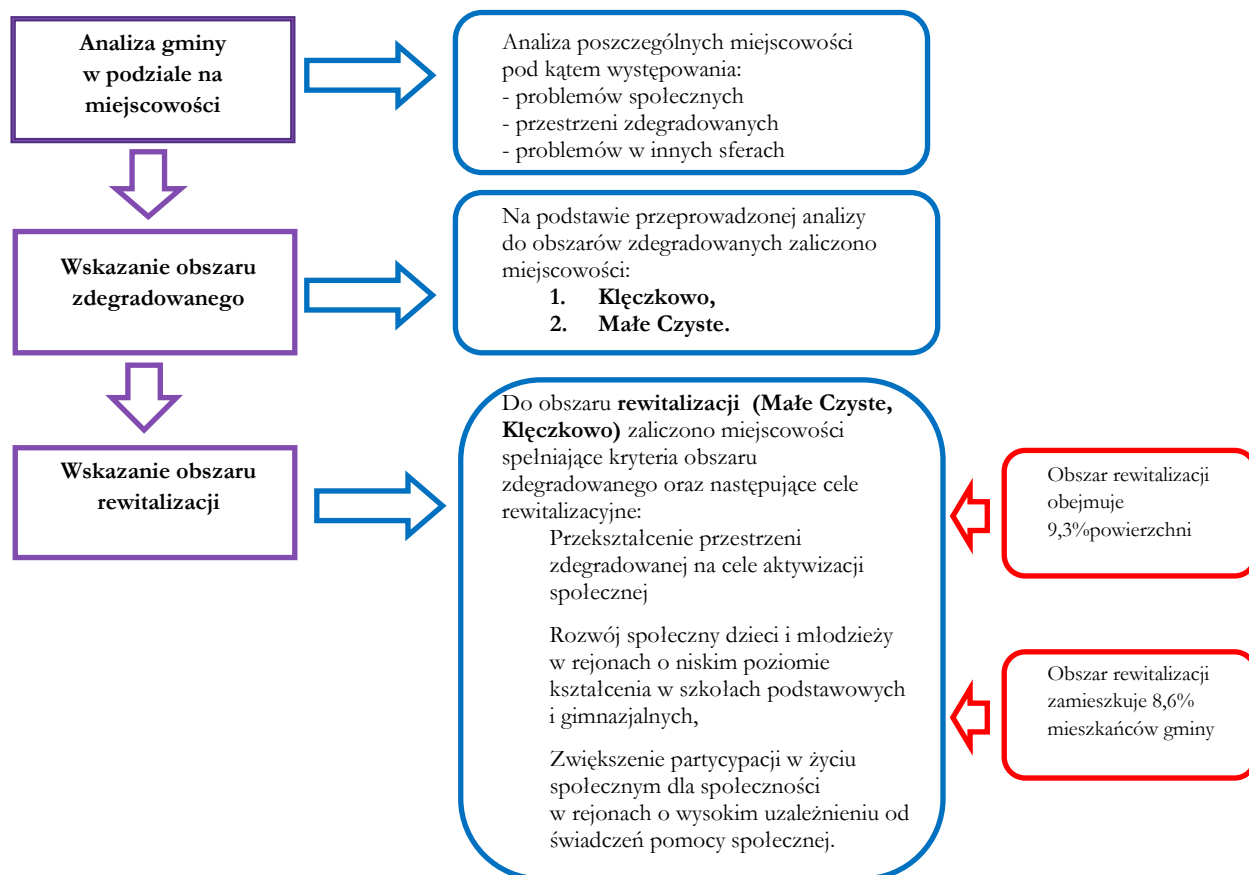 Analiza gminy
w podziale na
miejscowości
Analiza poszczególnych miejscowości
pod kątem występowania:
- problemów społecznych
- przestrzeni zdegradowanych
- problemów w innych sferach
Wskazanie obszaru
zdegradowanego
Na podstawie przeprowadzonej analizy
do obszarów zdegradowanych zaliczono
miejscowości:
1. Klęczkowo,
2. Małe Czyste.
Wskazanie obszaru
rewitalizacji
Do obszaru rewitalizacji (Małe Czyste,
Klęczkowo) zaliczono miejscowości
spełniające kryteria obszaru
zdegradowanego oraz następujące cele
rewitalizacyjne:
Przekształcenie przestrzeni
zdegradowanej na cele aktywizacji
społecznej
Rozwój społeczny dzieci i młodzieży
w rejonach o niskim poziomie
kształcenia w szkołach podstawowych
i gimnazjalnych,
Zwiększenie partycypacji w życiu
społecznym dla społeczności
w rejonach o wysokim uzależnieniu od
świadczeń pomocy społecznej.
Obszar rewitalizacji
obejmuje
9,3%powierzchni
Obszar rewitalizacji
zamieszkuje 8,6%
mieszkańców gminy